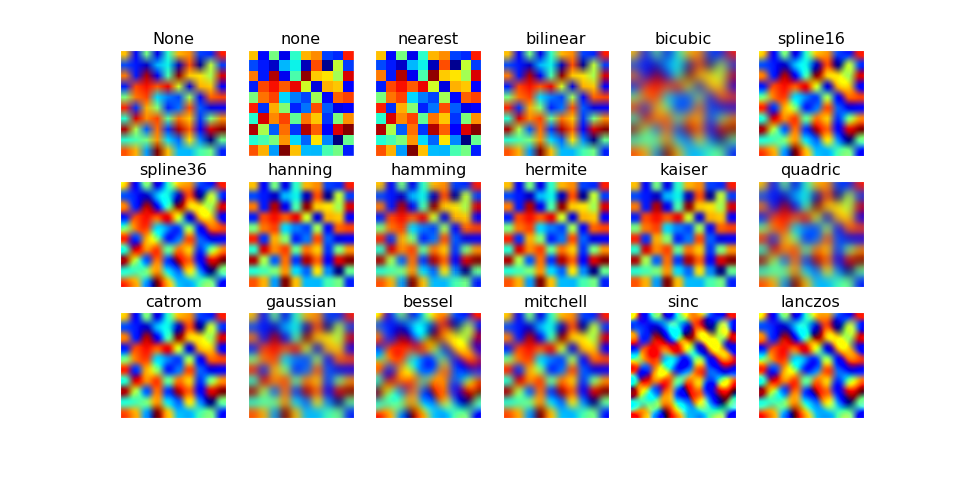 None none nearest bilinear bicubic spline16
spline36 hanning hamming hermite kaiser quadric
catrom gaussian bessel mitchell sinc lanczos